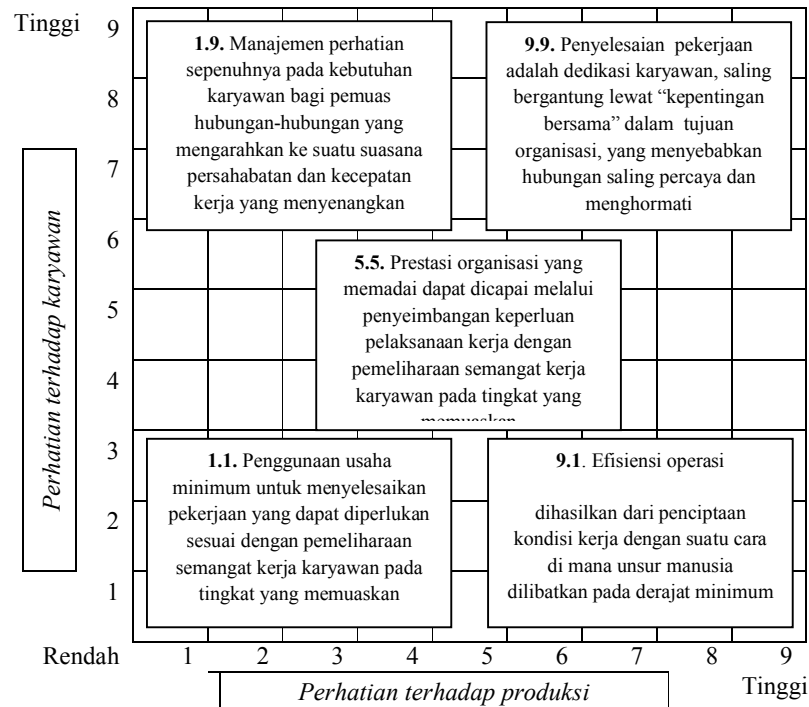 Tinggi
9
8
7
6
5
4
3
2
1
Perhatian terhadap karyawan
1.9. Manajemen perhatian
sepenuhnya pada kebutuhan
karyawan bagi pemuas
hubungan-hubungan yang
mengarahkan ke suatu suasana
persahabatan dan kecepatan
kerja yang menyenangkan
9.9. Penyelesaian pekerjaan
adalah dedikasi karyawan, saling
bergantung lewat “kepentingan
bersama” dalam tujuan
organisasi, yang menyebabkan
hubungan saling percaya dan
menghormati
5.5. Prestasi organisasi yang
memadai dapat dicapai melalui
penyeimbangan keperluan
pelaksanaan kerja dengan
pemeliharaan semangat kerja
karyawan pada tingkat yang
memuaskan
1.1. Penggunaan usaha
minimum untuk menyelesaikan
pekerjaan yang dapat diperlukan
sesuai dengan pemeliharaan
semangat kerja karyawan pada
tingkat yang memuaskan
9.1. Efisiensi operasi
dihasilkan dari penciptaan
kondisi kerja dengan suatu cara
di mana unsur manusia
dilibatkan pada derajat minimum
Rendah 1 2 3 4 5 6 7 8 9
Tinggi
Perhatian terhadap produksi